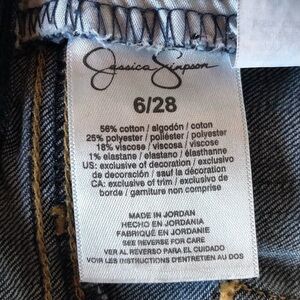 Jessica Simpson
6/28
56% cotton / algodón / coton
25% polyester / poliéster / polyester
18% viscose / viscosa / viscose
1% elastane / elastano / élasthanne
US: exclusive of decoration / exclusivo
de decoración / sauf la décoration
CA: exclusive of trim / exclusivo de
borde / garniture non comprise
MADE IN JORDAN
HECHO EN JORDANIA
FABRIQUÉ EN JORDANIE
SEE REVERSE FOR CARE
VER AL REVERSO PARA EL CUIDADO
VOIR LES INSTRUCTIONS D'ENTRETIEN AU DOS